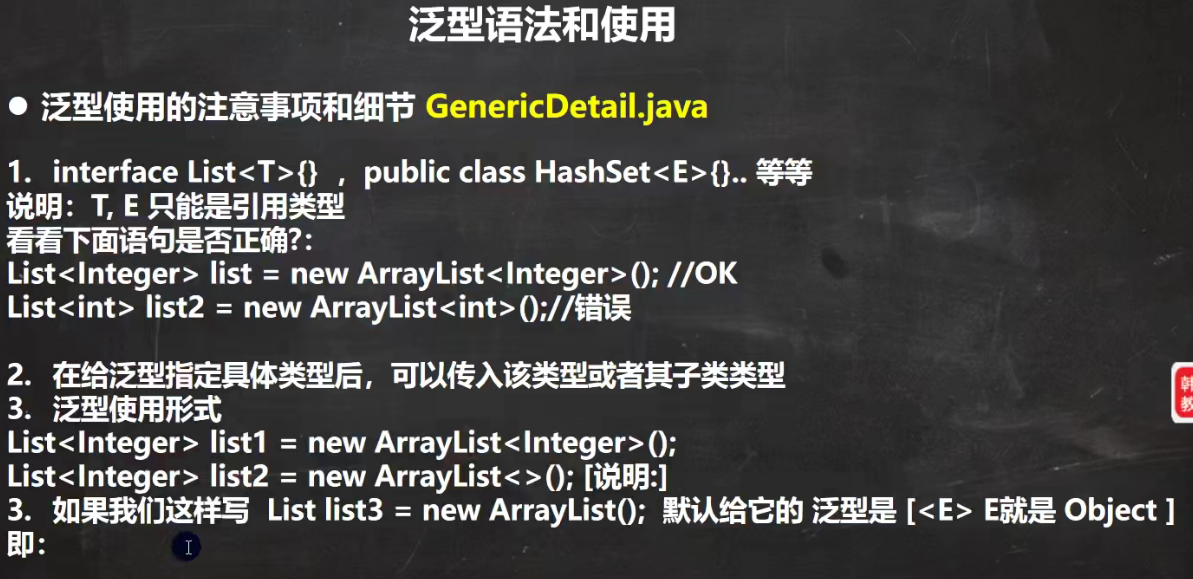 泛型语法和使用
● 泛型使用的注意事项和细节 GenericDetail.java
1. interface List<T>{} , public class HashSet<E>{}.. 等等
说明: T, E 只能是引用类型
看看下面语句是否正确?:
List<Integer> list = new ArrayList<Integer>(); //OK
List<int> list2 = new ArrayList<int>();//错误
2. 在给泛型指定具体类型后，可以传入该类型或者其子类类型
3. 泛型使用形式
List<Integer> list1 = new ArrayList<Integer>();
List<Integer> list2 = new ArrayList<>(); [说明:]
3. 如果我们这样写 List list3 = new ArrayList(); 默认给它的 泛型是 [<E> E就是 Object ]
即:
韩
教